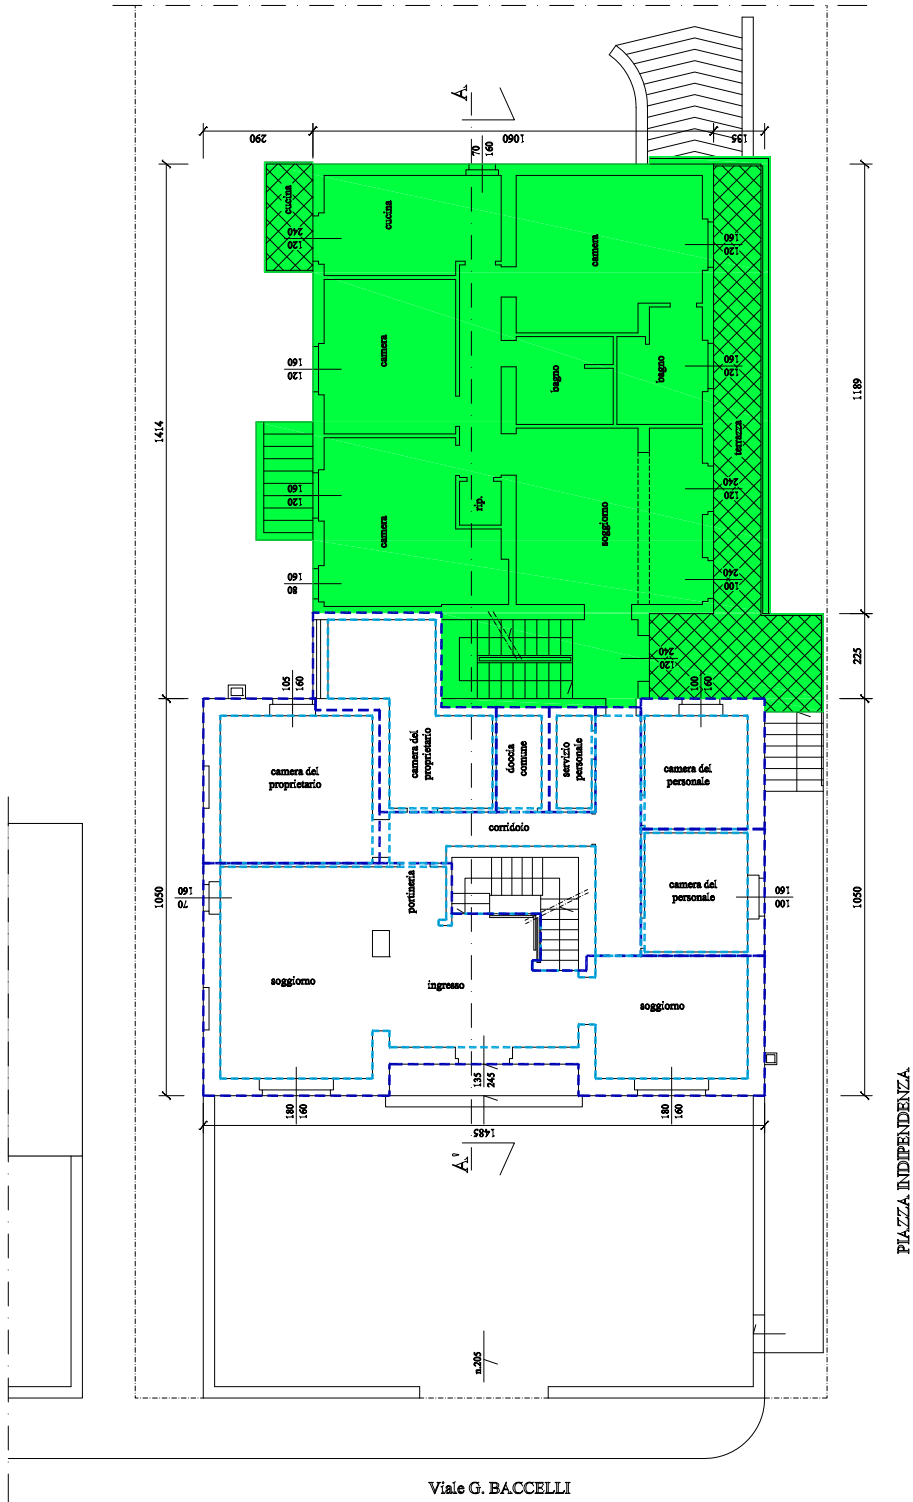 A
290
1060
195
70
160
cucina
240
120
cucina
camera
160
120
160
120
camera
bagno
bagno
160
120
1414
1189
terrazza
160
120
camera
rip.
soggiorno
240
120
160
80
240
100
240
120
225
105
160
100
160
camera del
proprietario
camera del
proprietario
doccia
comune
servizio
personale
camera del
personale
corridoio
portineria
camera del
personale
1050
160
70
160
100
1050
soggiorno
ingresso
soggiorno
135
245
180
160
180
160
1485
A'
n.205
PIAZZA INDIPENDENZA
Viale G. BACCELLI